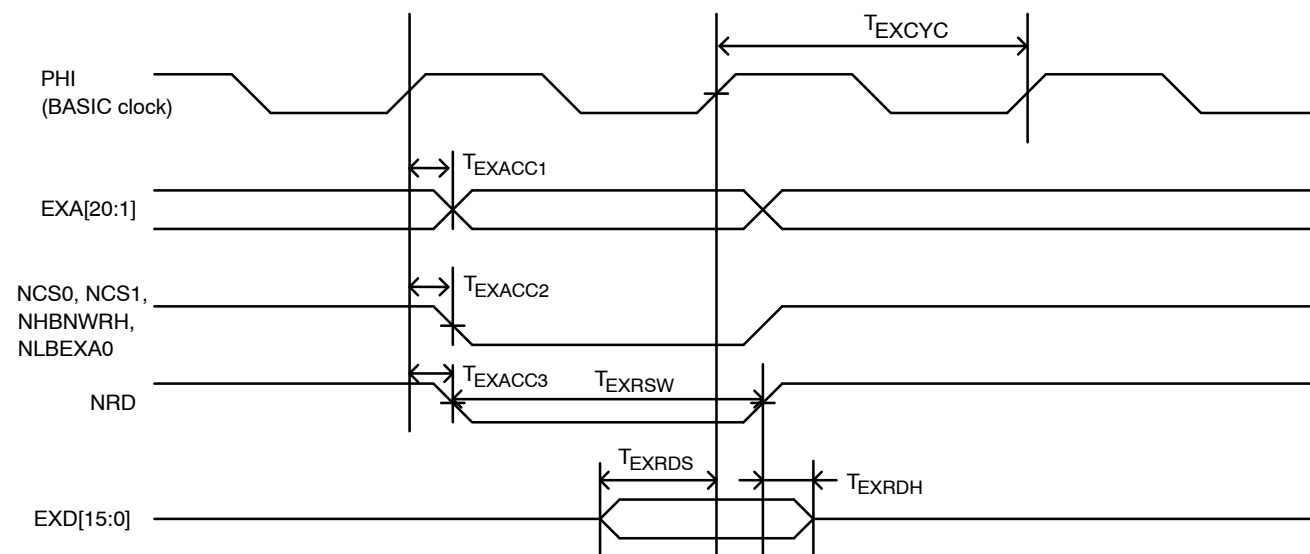 TEXCYC
PHI
(BASIC clock)
TEXACC1
EXA[20:1]
TEXACC2
NCS0, NCS1,
NHBNWRH,
NLBEXA0
TEXACC3
TEXRSW
NRD
TEXRDS
TEXRDH
EXD[15:0]